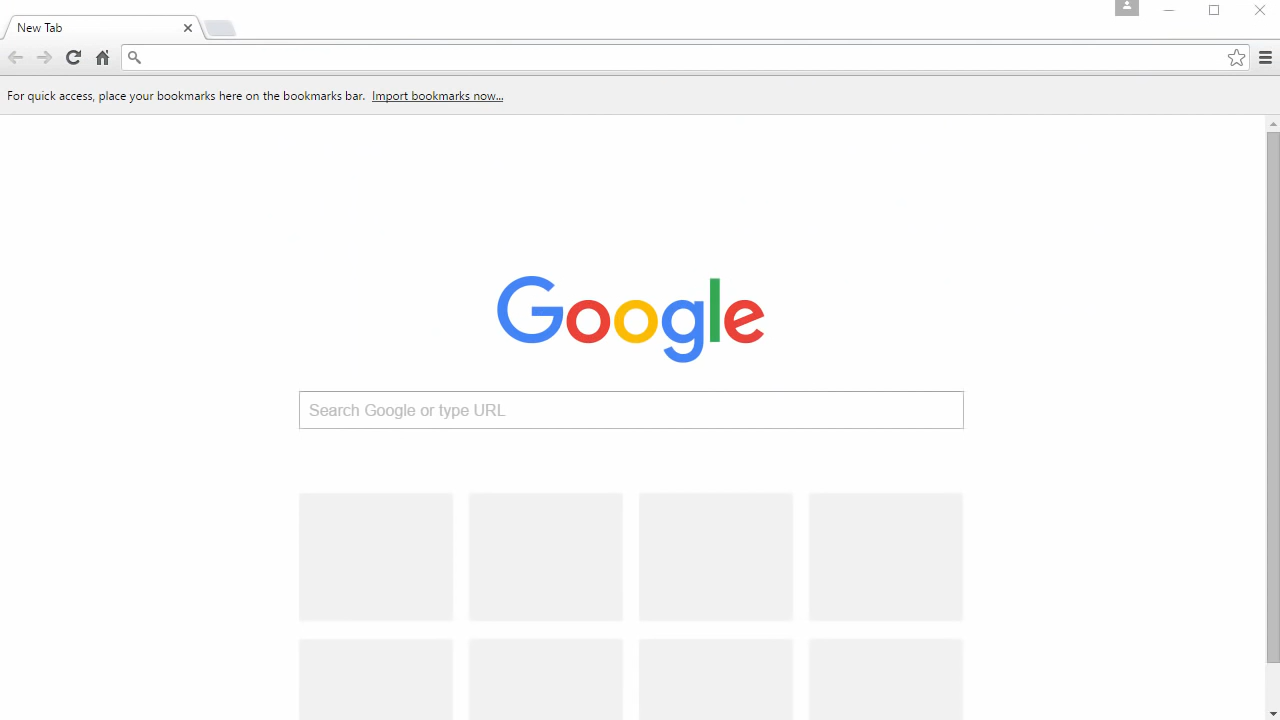 New Tab
For quick access, place your bookmarks here on the bookmarks bar. Import bookmarks now...
Google
Search Google or type URL